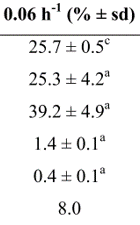 0.06 h⁻¹ (% ± sd)
25.7 ± 0.5ᶜ
25.3 ± 4.2ᵃ
39.2 ± 4.9ᵃ
1.4 ± 0.1ᵃ
0.4 ± 0.1ᵃ
8.0